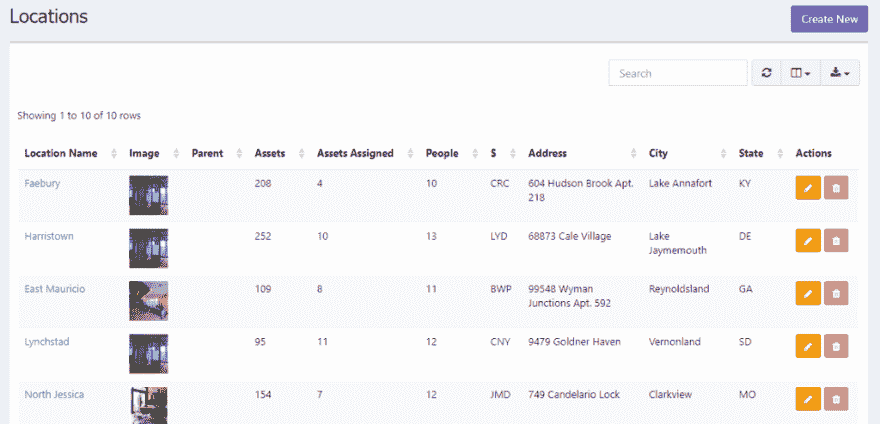 Locations
Create New
Search
Showing 1 to 10 of 10 rows
Location Name Image Parent Assets Assets Assigned People $ Address City State Actions
Faebury 208 4 10 CRC 604 Hudson Brook Apt. 218 Lake Annafort KY
Harristown 252 10 13 LYD 68873 Cale Village Lake Jaymemouth DE
East Mauricio 109 8 11 BWP 99548 Wyman Junctions Apt. 592 Reynoldsland GA
Lynchstad 95 11 12 CNY 9479 Goldner Haven Vernonland SD
North Jessica 154 7 12 JMD 749 Candelario Lock Clarkview MO